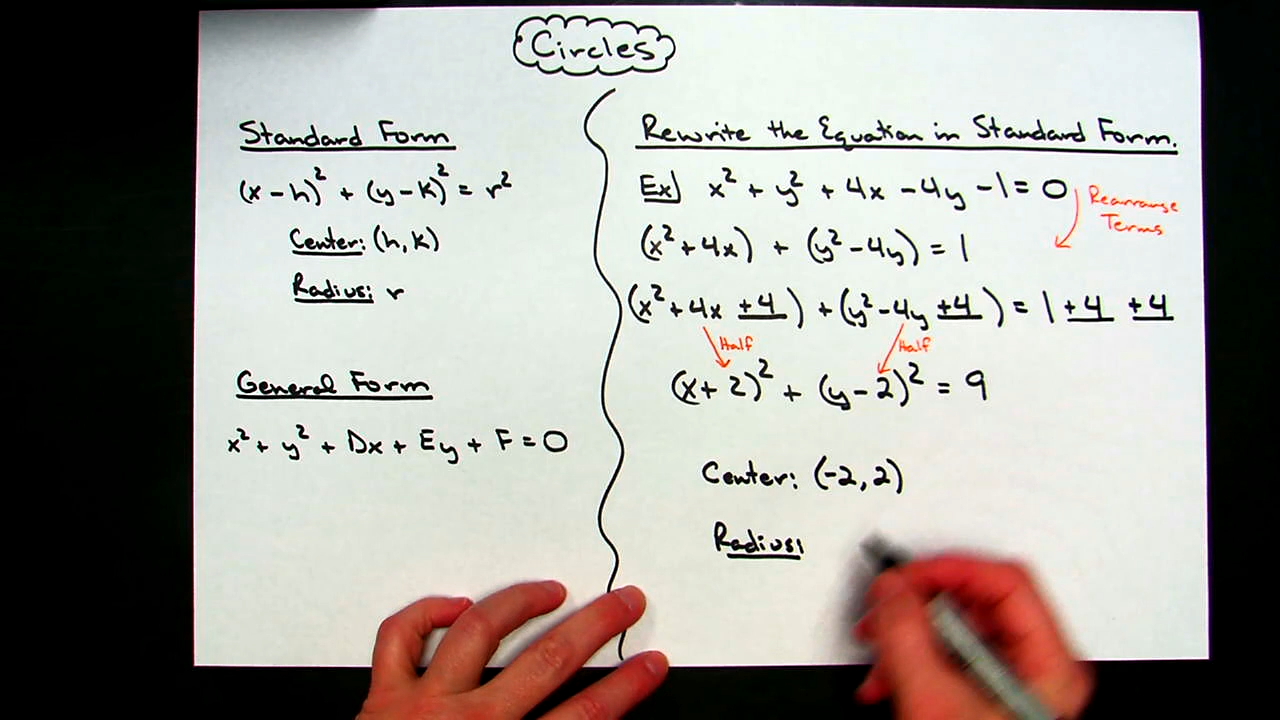 Circles
Standard Form
(x-h)² + (y-k)² = r²
Center: (h, k)
Radius: r
General Form
x² + y² + Dx + Ey + F = 0
Rewrite the Equation in Standard Form.
Ex) x² + y² + 4x - 4y - 1 = 0
Rearrange
Terms
(x² + 4x) + (y² - 4y) = 1
(x² + 4x + 4) + (y² - 4y + 4) = 1 + 4 + 4
Half Half
(x + 2)² + (y - 2)² = 9
Center: (-2, 2)
Radius: